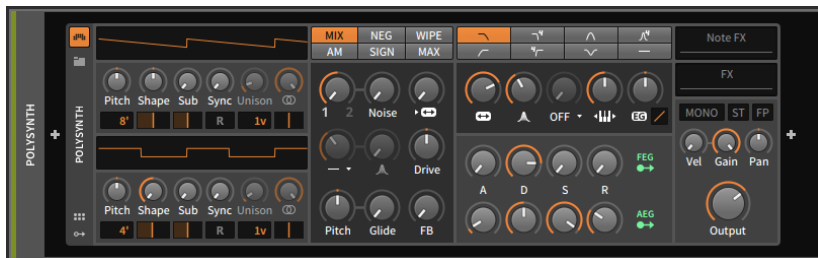 POLYSYNTH
POLYSYNTH
Pitch Shape Sub Sync Unison
8' R 1v
Pitch Shape Sub Sync Unison
4' R 1v
MIX NEG WIPE
AM SIGN MAX
1 2 Noise
Drive
Pitch Glide FB
OFF EG
A D S R
FEG
AEG
Note FX
FX
MONO ST FP
Vel Gain Pan
Output